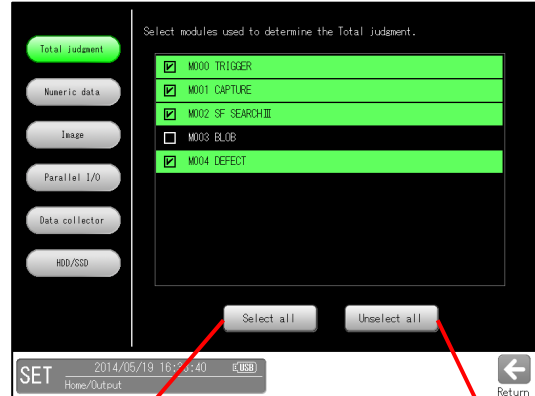 Select modules used to determine the Total judgment.
Total judgment
M000 TRIGGER
Numeric data
M001 CAPTURE
M002 SF SEARCHⅢ
Image
M003 BLOB
M004 DEFECT
Parallel I/O
Data collector
HDD/SSD
Select all
Unselect all
SET
2014/05/19 16::40
USB
Home/Output
Return